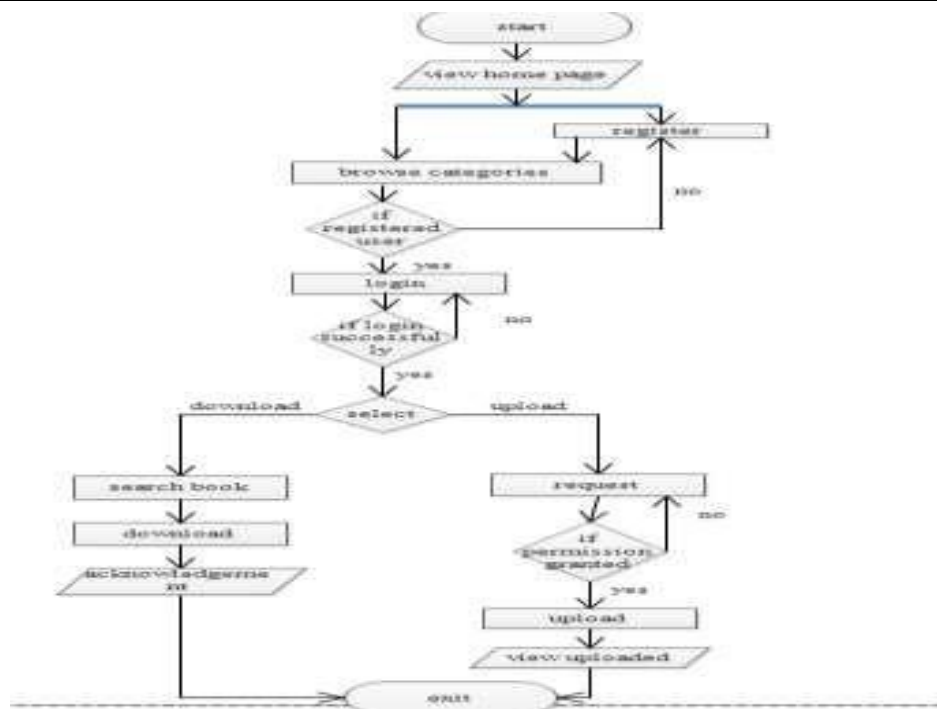 start
view home page
register
browse categories
no
if
registered
user
yes
login
no
if login
successful
ly
yes
download
select
upload
search book
request
no
download
if
permission
granted
acknowledgeme
nt
yes
upload
view uploaded
exit